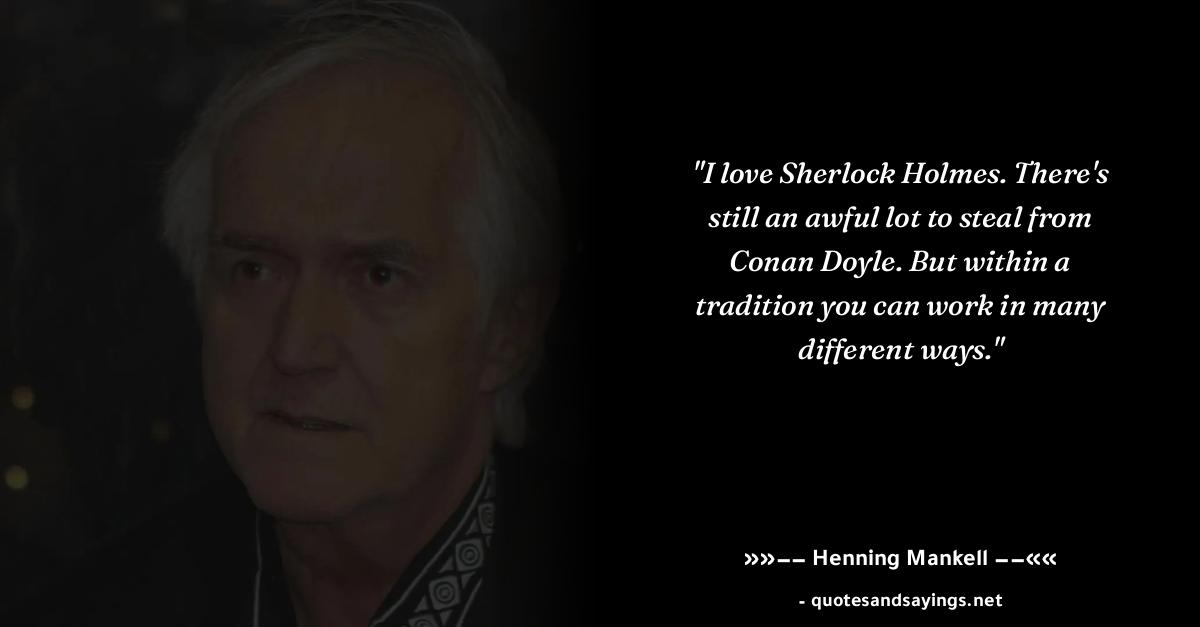 "I love Sherlock Holmes. There's
still an awful lot to steal from
Conan Doyle. But within a
tradition you can work in many
different ways."
»»−− Henning Mankell −−««
- quotesandsayings.net